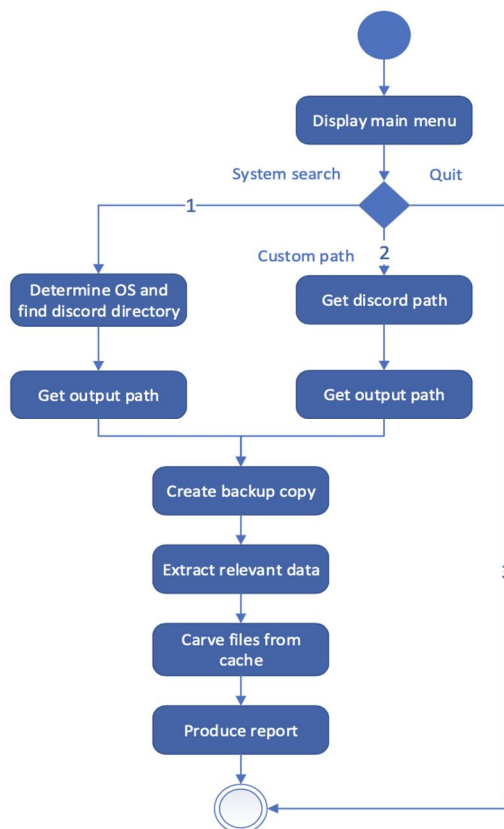 Display main menu
System search
Quit
1
2
Custom path
Determine OS and
find discord directory
Get discord path
Get output path
Get output path
Create backup copy
Extract relevant data
Carve files from
cache
Produce report